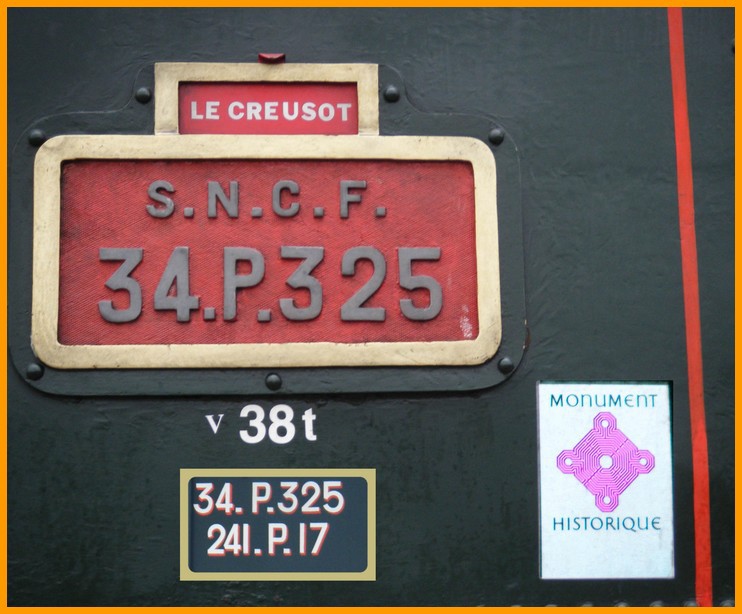 LE CREUSOT
S.N.C.F.
34.P.325
V 38t
34. P.325
241.P.17
MONUMENT
HISTORIQUE